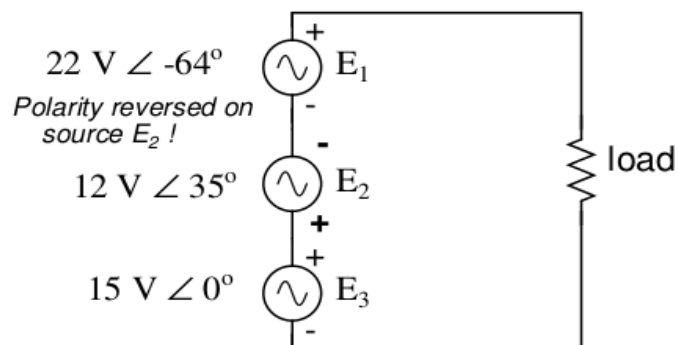 +
22 V ∠ -64° E₁
Polarity reversed on
-
source E₂ !
-
load
12 V ∠ 35° E₂
+
+
15 V ∠ 0° E₃
-